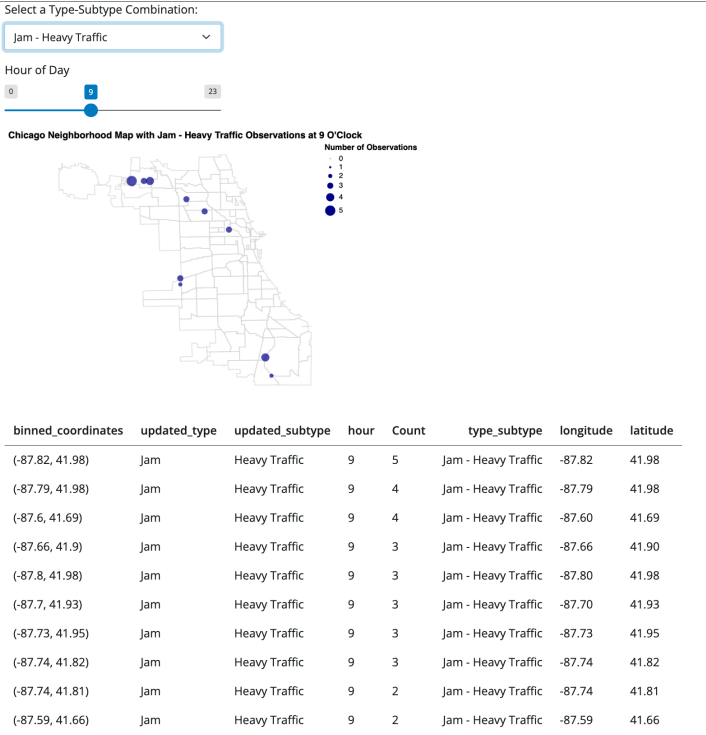 Select a Type-Subtype Combination:
Jam - Heavy Traffic
Hour of Day
0 9 23
Chicago Neighborhood Map with Jam - Heavy Traffic Observations at 9 O'Clock
Number of Observations
0
1
2
3
4
5
binned_coordinates updated_type updated_subtype hour Count type_subtype longitude latitude
(-87.82, 41.98) Jam Heavy Traffic 9 5 Jam - Heavy Traffic -87.82 41.98
(-87.79, 41.98) Jam Heavy Traffic 9 4 Jam - Heavy Traffic -87.79 41.98
(-87.6, 41.69) Jam Heavy Traffic 9 4 Jam - Heavy Traffic -87.60 41.69
(-87.66, 41.9) Jam Heavy Traffic 9 3 Jam - Heavy Traffic -87.66 41.90
(-87.8, 41.98) Jam Heavy Traffic 9 3 Jam - Heavy Traffic -87.80 41.98
(-87.7, 41.93) Jam Heavy Traffic 9 3 Jam - Heavy Traffic -87.70 41.93
(-87.73, 41.95) Jam Heavy Traffic 9 3 Jam - Heavy Traffic -87.73 41.95
(-87.74, 41.82) Jam Heavy Traffic 9 3 Jam - Heavy Traffic -87.74 41.82
(-87.74, 41.81) Jam Heavy Traffic 9 2 Jam - Heavy Traffic -87.74 41.81
(-87.59, 41.66) Jam Heavy Traffic 9 2 Jam - Heavy Traffic -87.59 41.66